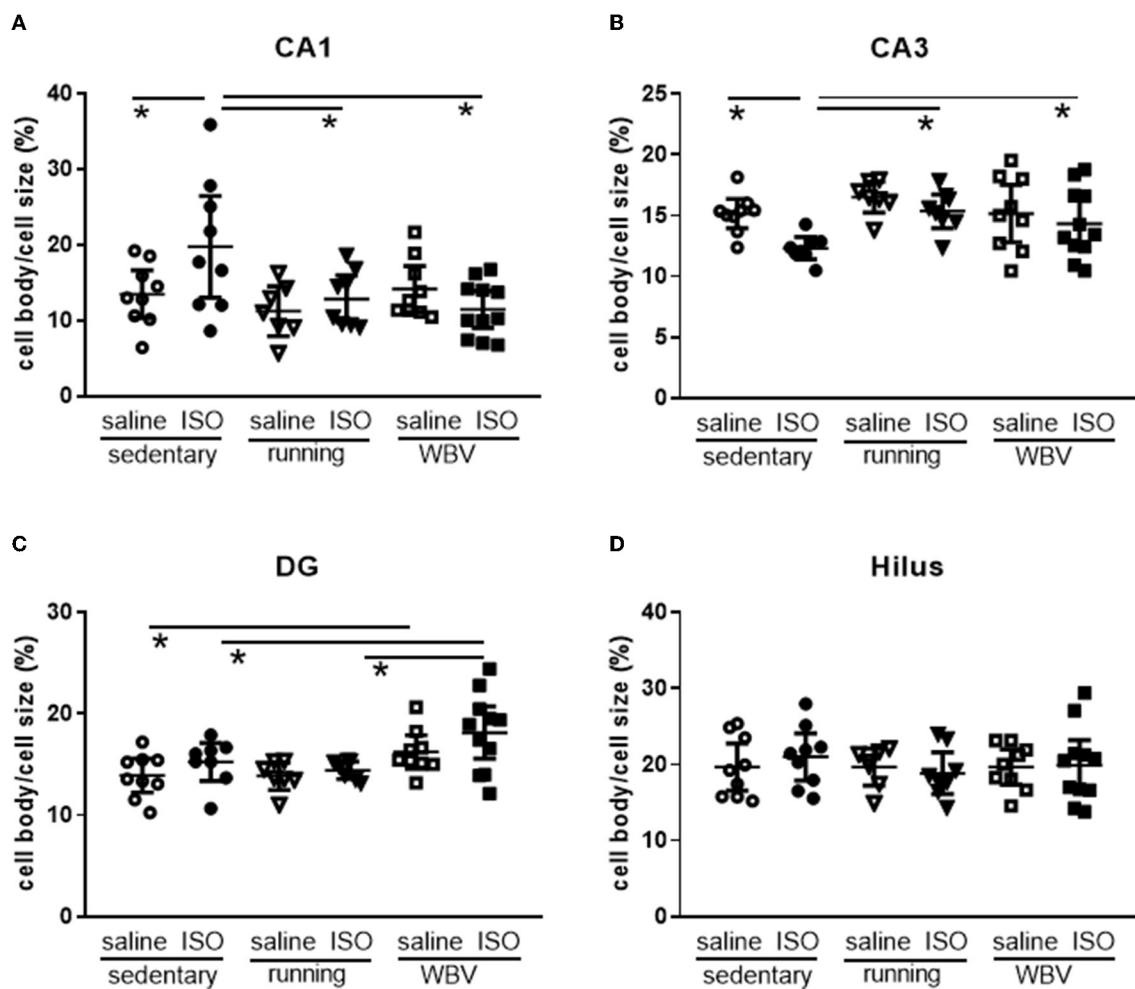 A
CA1
cell body/cell size (%)
40
30
20
10
0
*
*
*
saline ISO saline ISO saline ISO
sedentary running WBV
B
CA3
cell body/cell size (%)
25
20
15
10
5
0
*
*
*
saline ISO saline ISO saline ISO
sedentary running WBV
C
DG
cell body/cell size (%)
30
20
10
0
*
*
*
saline ISO saline ISO saline ISO
sedentary running WBV
D
Hilus
cell body/cell size (%)
40
30
20
10
0
saline ISO saline ISO saline ISO
sedentary running WBV